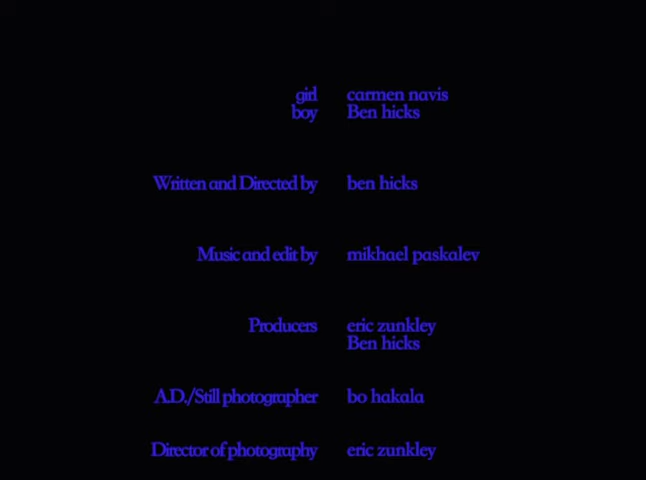 girl carmen navis
boy Ben hicks
Written and Directed by ben hicks
Music and edit by mikhael paskalev
Producers eric zunkley
Ben hicks
A.D./Still photographer bo hakala
Director of photography eric zunkley